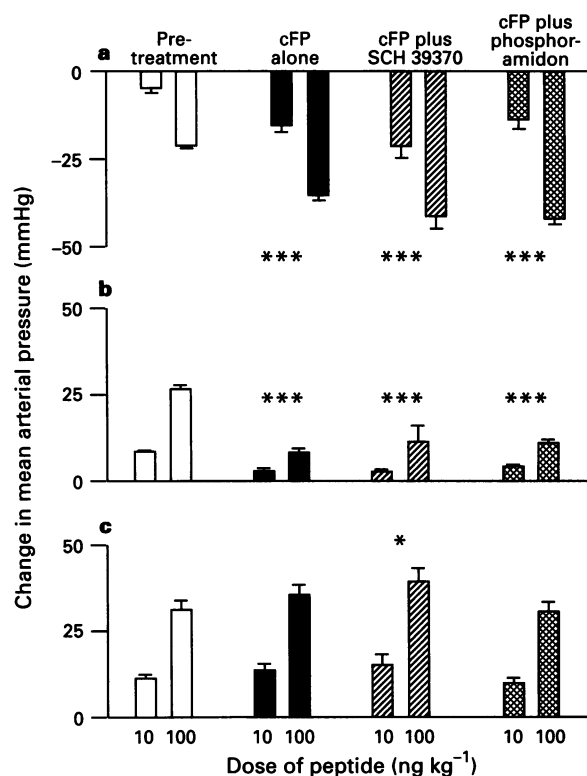 a
Pre-
treatment
cFP
alone
cFP plus
SCH 39370
cFP plus
phosphor-
amidon
0
−25
−50
*** *** ***
b
50
25
0
*** *** ***
c
50
25
0
*
10 100 10 100 10 100 10 100
Dose of peptide (ng kg⁻¹)
Change in mean arterial pressure (mmHg)